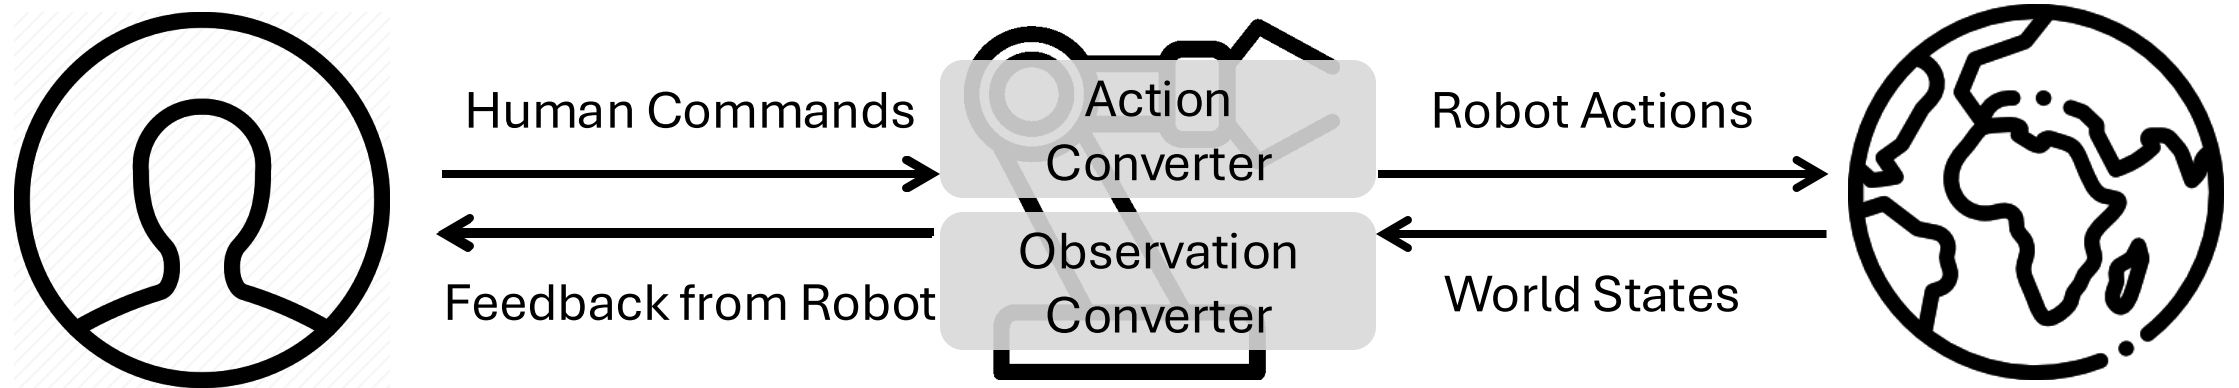 Human Commands
Action
Converter
Robot Actions
Feedback from Robot
Observation
Converter
World States